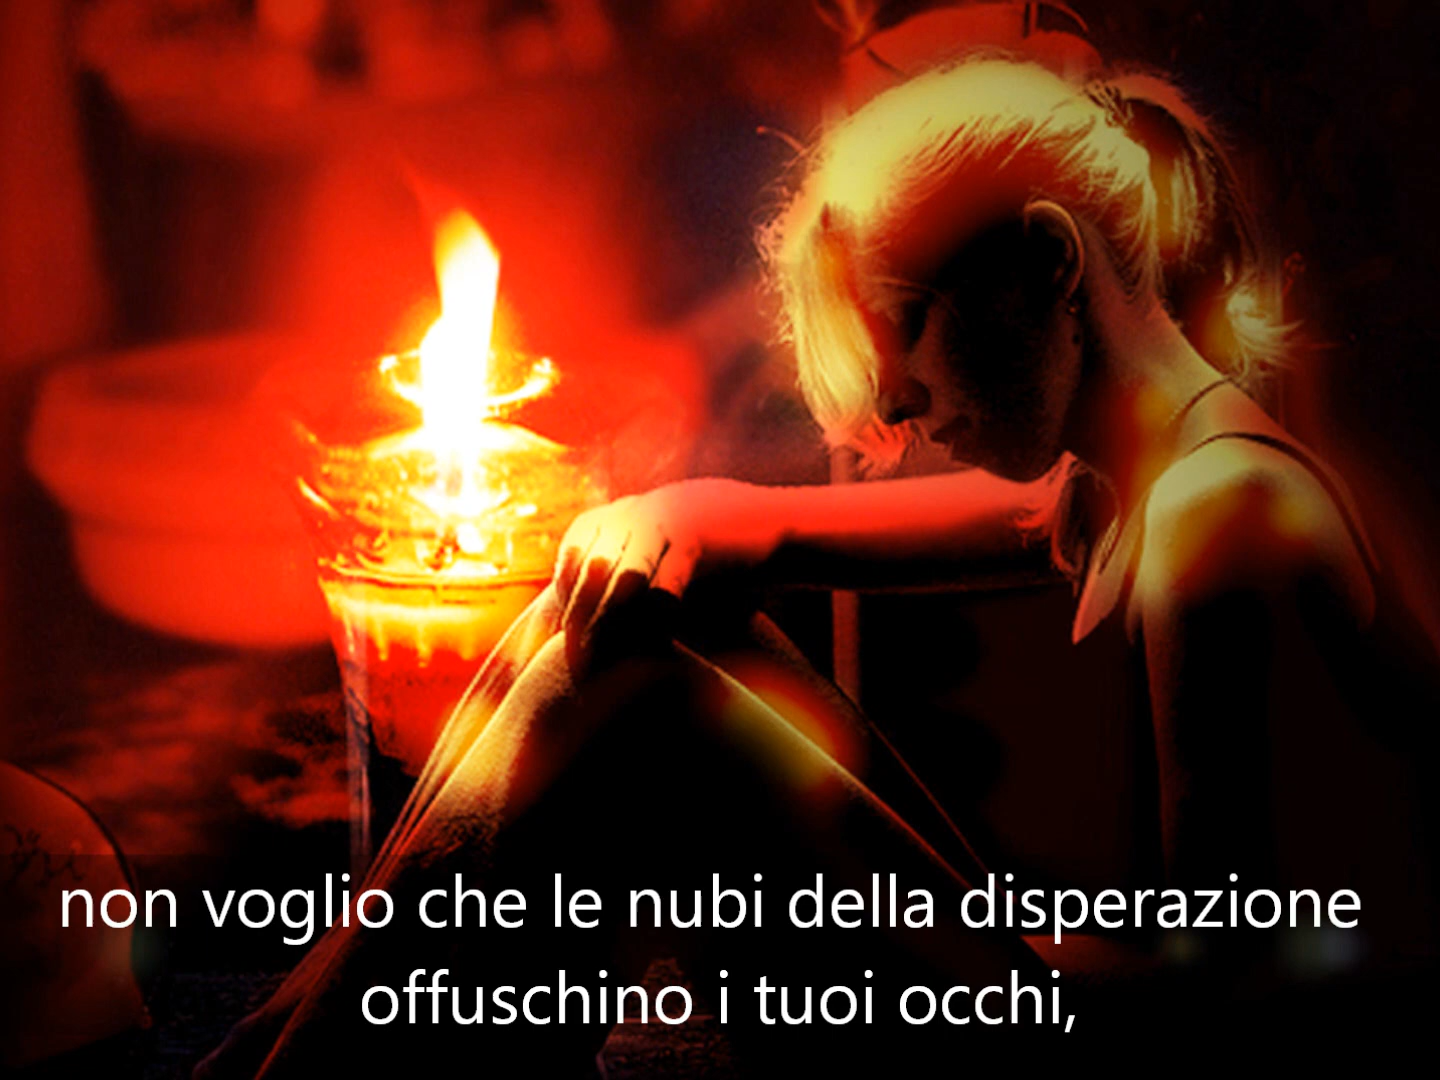 non voglio che le nubi della disperazione
offuschino i tuoi occhi,